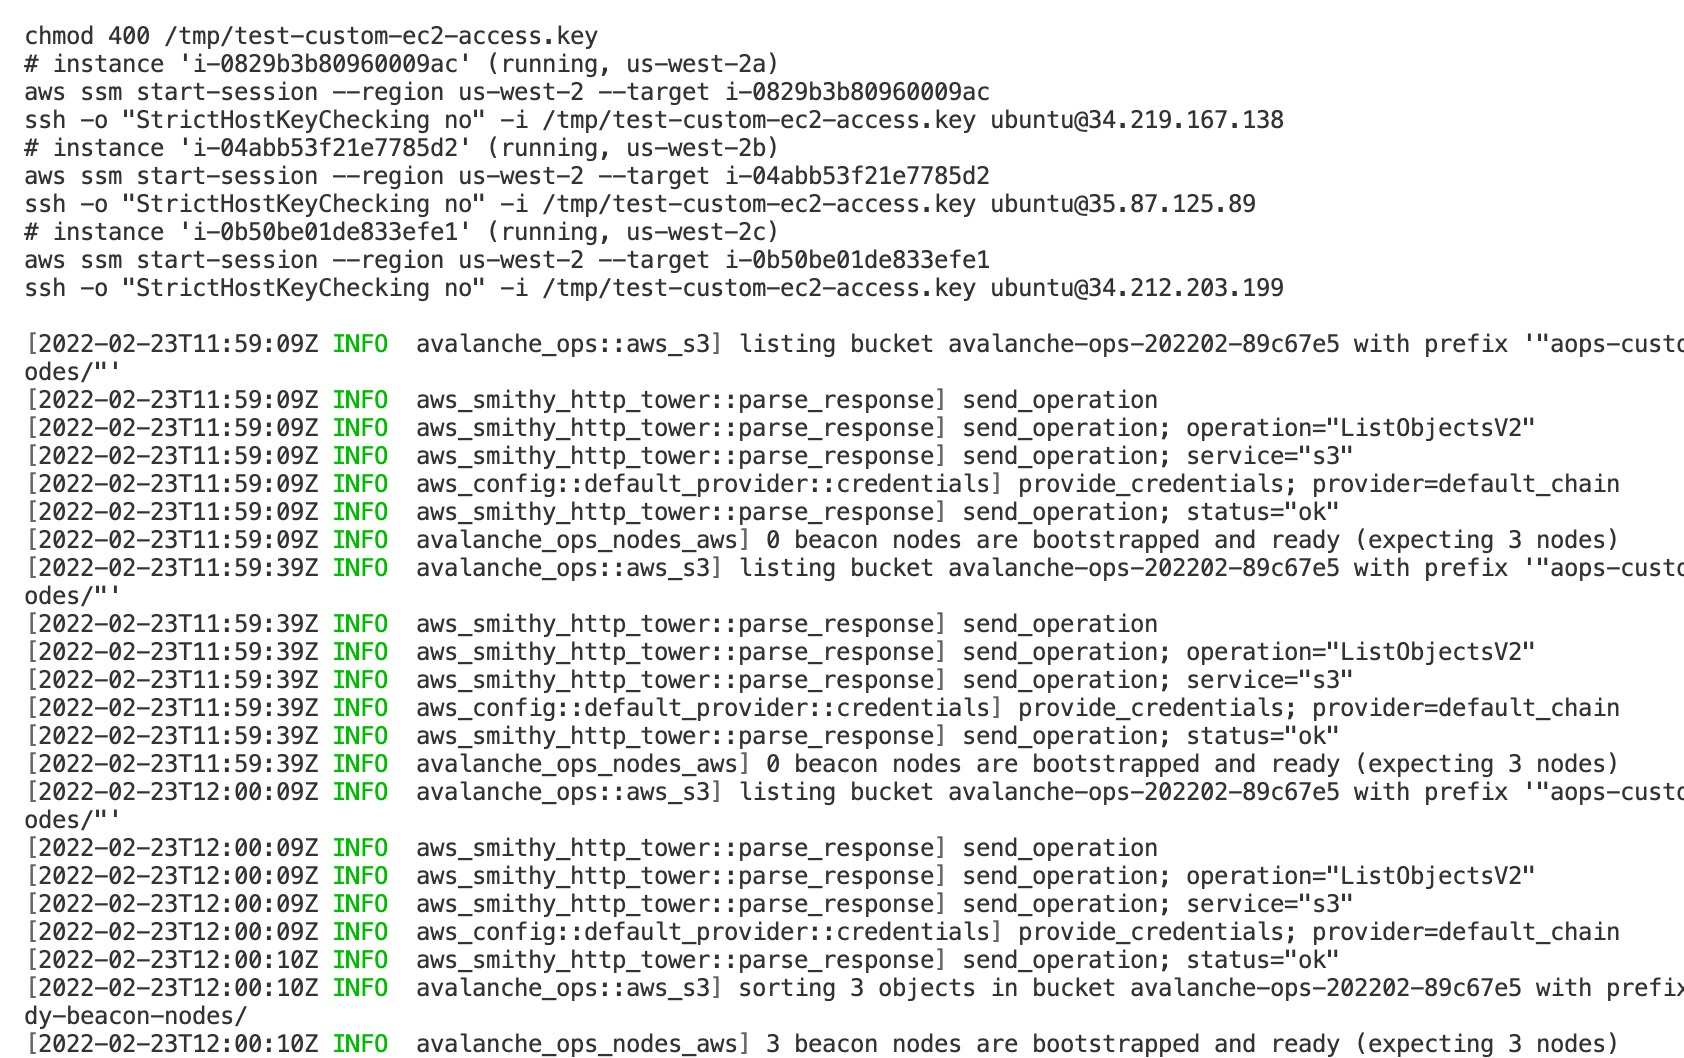 chmod 400 /tmp/test-custom-ec2-access.key
# instance 'i-0829b3b80960009ac' (running, us-west-2a)
aws ssm start-session --region us-west-2 --target i-0829b3b80960009ac
ssh -o "StrictHostKeyChecking no" -i /tmp/test-custom-ec2-access.key ubuntu@34.219.167.138
# instance 'i-04abb53f21e7785d2' (running, us-west-2b)
aws ssm start-session --region us-west-2 --target i-04abb53f21e7785d2
ssh -o "StrictHostKeyChecking no" -i /tmp/test-custom-ec2-access.key ubuntu@35.87.125.89
# instance 'i-0b50be01de833efe1' (running, us-west-2c)
aws ssm start-session --region us-west-2 --target i-0b50be01de833efe1
ssh -o "StrictHostKeyChecking no" -i /tmp/test-custom-ec2-access.key ubuntu@34.212.203.199
[2022-02-23T11:59:09Z INFO  avalanche_ops::aws_s3] listing bucket avalanche-ops-202202-89c67e5 with prefix '"aops-custo
odes/"'
[2022-02-23T11:59:09Z INFO  aws_smithy_http_tower::parse_response] send_operation
[2022-02-23T11:59:09Z INFO  aws_smithy_http_tower::parse_response] send_operation; operation="ListObjectsV2"
[2022-02-23T11:59:09Z INFO  aws_smithy_http_tower::parse_response] send_operation; service="s3"
[2022-02-23T11:59:09Z INFO  aws_config::default_provider::credentials] provide_credentials; provider=default_chain
[2022-02-23T11:59:09Z INFO  aws_smithy_http_tower::parse_response] send_operation; status="ok"
[2022-02-23T11:59:09Z INFO  avalanche_ops_nodes_aws] 0 beacon nodes are bootstrapped and ready (expecting 3 nodes)
[2022-02-23T11:59:39Z INFO  avalanche_ops::aws_s3] listing bucket avalanche-ops-202202-89c67e5 with prefix '"aops-custo
odes/"'
[2022-02-23T11:59:39Z INFO  aws_smithy_http_tower::parse_response] send_operation
[2022-02-23T11:59:39Z INFO  aws_smithy_http_tower::parse_response] send_operation; operation="ListObjectsV2"
[2022-02-23T11:59:39Z INFO  aws_smithy_http_tower::parse_response] send_operation; service="s3"
[2022-02-23T11:59:39Z INFO  aws_config::default_provider::credentials] provide_credentials; provider=default_chain
[2022-02-23T11:59:39Z INFO  aws_smithy_http_tower::parse_response] send_operation; status="ok"
[2022-02-23T11:59:39Z INFO  avalanche_ops_nodes_aws] 0 beacon nodes are bootstrapped and ready (expecting 3 nodes)
[2022-02-23T12:00:09Z INFO  avalanche_ops::aws_s3] listing bucket avalanche-ops-202202-89c67e5 with prefix '"aops-custo
odes/"'
[2022-02-23T12:00:09Z INFO  aws_smithy_http_tower::parse_response] send_operation
[2022-02-23T12:00:09Z INFO  aws_smithy_http_tower::parse_response] send_operation; operation="ListObjectsV2"
[2022-02-23T12:00:09Z INFO  aws_smithy_http_tower::parse_response] send_operation; service="s3"
[2022-02-23T12:00:09Z INFO  aws_config::default_provider::credentials] provide_credentials; provider=default_chain
[2022-02-23T12:00:10Z INFO  aws_smithy_http_tower::parse_response] send_operation; status="ok"
[2022-02-23T12:00:10Z INFO  avalanche_ops::aws_s3] sorting 3 objects in bucket avalanche-ops-202202-89c67e5 with prefix
dy-beacon-nodes/
[2022-02-23T12:00:10Z INFO  avalanche_ops_nodes_aws] 3 beacon nodes are bootstrapped and ready (expecting 3 nodes)